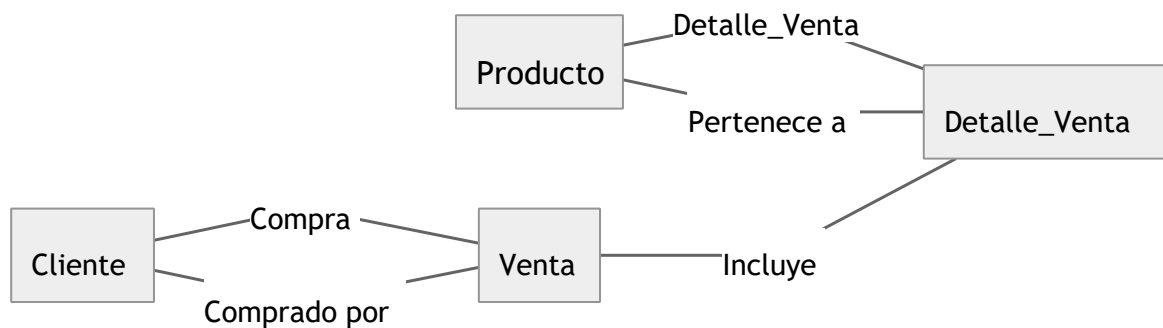 Detalle_Venta
Producto
Pertenece a
Detalle_Venta
Compra
Cliente
Venta
Incluye
Comprado por